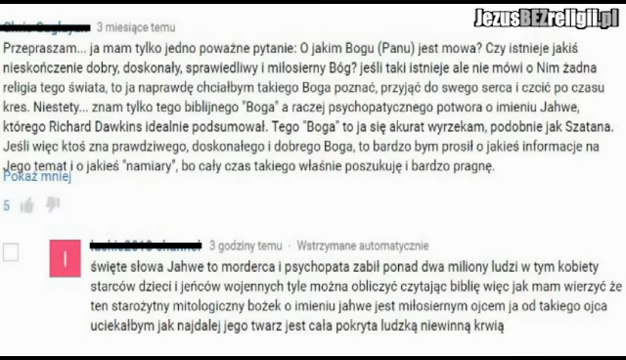 JezusBEZreligii.pl
3 miesiące temu
Przepraszam... ja mam tylko jedno poważne pytanie: O jakim Bogu (Panu) jest mowa? Czy istnieje jakiś
nieskończenie dobry, doskonały, sprawiedliwy i miłosierny Bóg? jeśli taki istnieje ale nie mówi o Nim żadna
religia tego świata, to ja naprawdę chciałbym takiego Boga poznać, przyjąć do swego serca i czcić po czasu
kres. Niestety... znam tylko tego biblijnego "Boga" a raczej psychopatycznego potwora o imieniu Jahwe,
którego Richard Dawkins idealnie podsumował. Tego "Boga" to ja się akurat wyrzekam, podobnie jak Szatana.
Jeśli więc ktoś zna prawdziwego, doskonałego i dobrego Boga, to bardzo bym prosił o jakieś informacje na
Jego temat i o jakieś "namiary", bo cały czas takiego właśnie poszukuję i bardzo pragnę.
Pokaż mniej
5
I
3 godziny temu · Wstrzymane automatycznie
święte słowa Jahwe to morderca i psychopata zabił ponad dwa miliony ludzi w tym kobiety
starców dzieci i jeńców wojennych tyle można obliczyć czytając biblię więc jak mam wierzyć że
ten starożytny mitologiczny bożek o imieniu jahwe jest miłosiernym ojcem ja od takiego ojca
uciekałbym jak najdalej jego twarz jest cała pokryta ludzką niewinną krwią